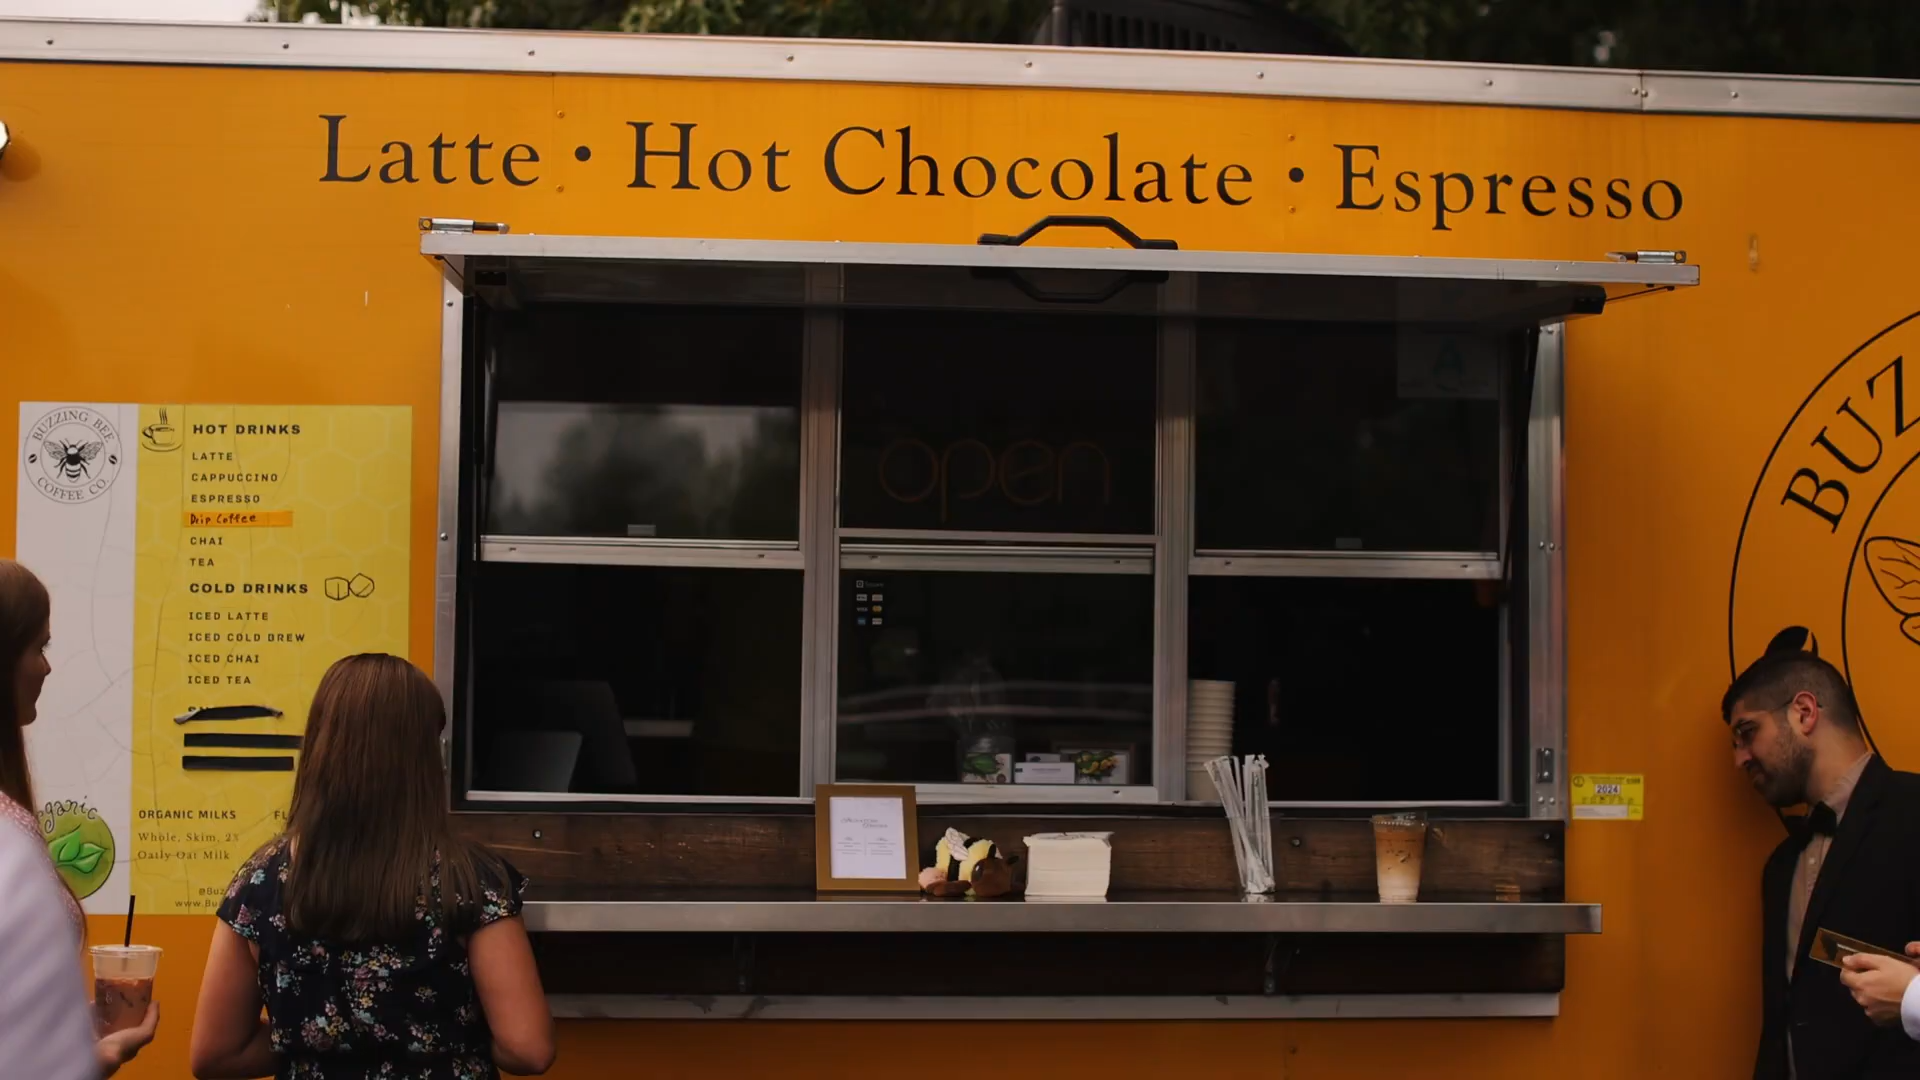 Latte • Hot Chocolate • Espresso
BUZZING BEE
COFFEE CO.
HOT DRINKS
LATTE
CAPPUCCINO
ESPRESSO
Drip Coffee
CHAI
TEA
COLD DRINKS
ICED LATTE
ICED COLD BREW
ICED CHAI
ICED TEA
ORGANIC MILKS
Whole, Skim, 2%
Oatly Oat Milk
open
Square
2024
BUZ